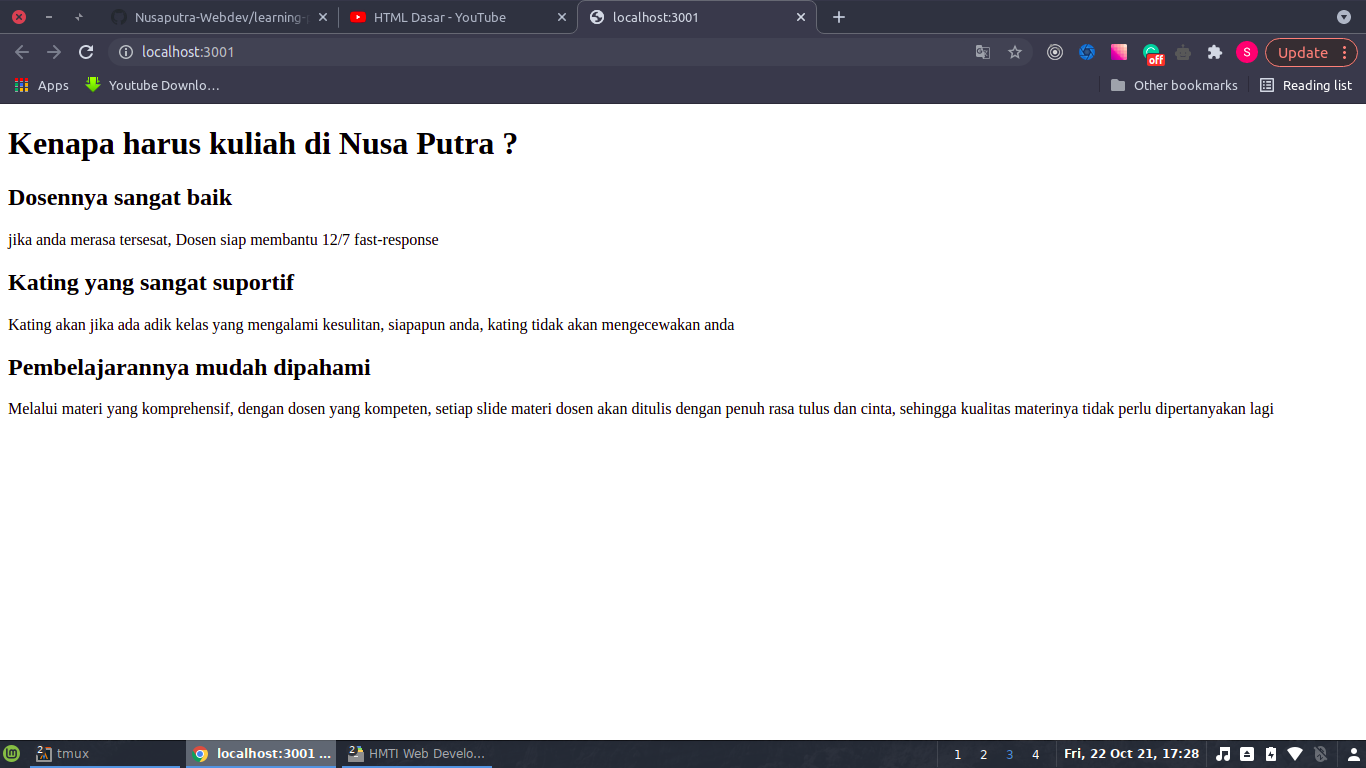 Nusaputra-Webdev/learning-
HTML Dasar - YouTube
localhost:3001
localhost:3001
off
S
Update
Apps
Youtube Downlo…
Other bookmarks
Reading list
Kenapa harus kuliah di Nusa Putra ?
Dosennya sangat baik
jika anda merasa tersesat, Dosen siap membantu 12/7 fast-response
Kating yang sangat suportif
Kating akan jika ada adik kelas yang mengalami kesulitan, siapapun anda, kating tidak akan mengecewakan anda
Pembelajarannya mudah dipahami
Melalui materi yang komprehensif, dengan dosen yang kompeten, setiap slide materi dosen akan ditulis dengan penuh rasa tulus dan cinta, sehingga kualitas materinya tidak perlu dipertanyakan lagi
2
tmux
localhost:3001 ...
2
HMTI Web Develo...
1 2 3 4
Fri, 22 Oct 21, 17:28